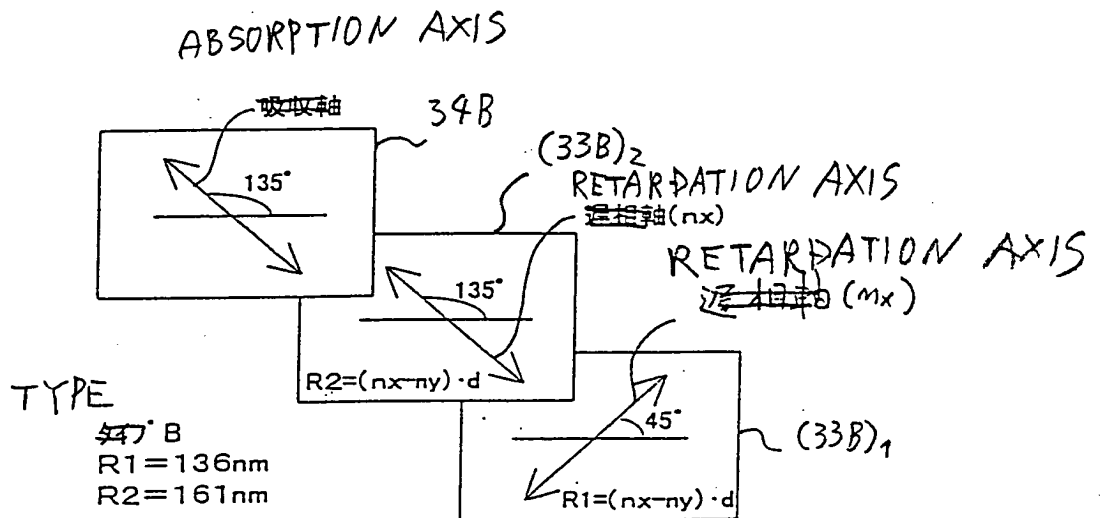 ABSORPTION AXIS
吸収軸
34B
135°
(33B)2
RETARDATION AXIS
遅相軸(nx)
RETARDATION AXIS
遅相軸(nx)
135°
R2=(nx-ny)·d
TYPE
タイプ B
R1=136nm
R2=161nm
45°
(33B)1
R1=(nx-ny)·d